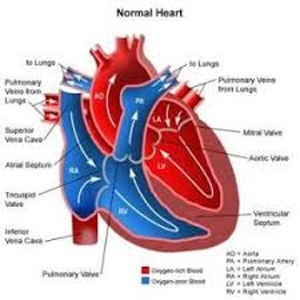 Normal Heart
to Lungs
to Lungs
Pulmonary
Veins from
Lungs
Pulmonary Veins
from Lungs
AO
PA
LA
Superior
Vena Cava
Mitral Valve
Atrial Septum
Aortic Valve
RA
LV
Tricuspid
Valve
RV
Ventricular
Septum
Inferior
Vena Cava
Pulmonary Valve
Oxygen-rich Blood
Oxygen-poor Blood
AO = Aorta
PA = Pulmonary Artery
LA = Left Atrium
RA = Right Atrium
LV = Left Ventricle
RV = Right Ventricle